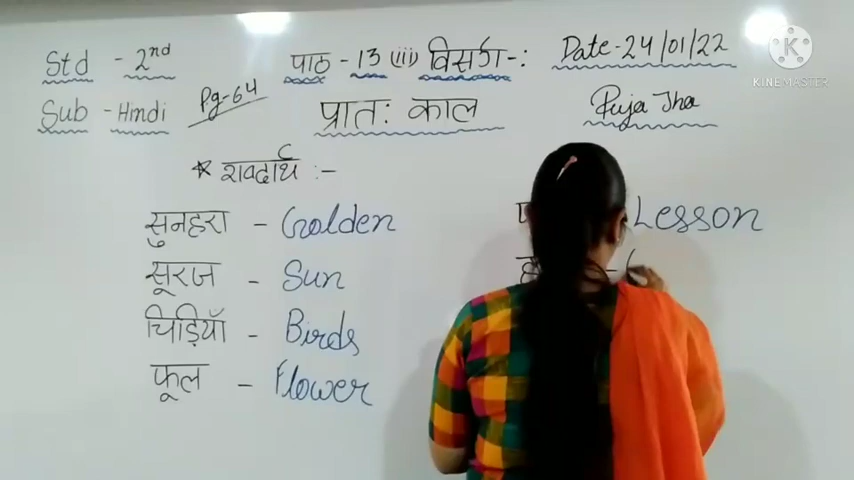 Std - 2nd
पाठ - 13 (ii) विसर्ग -:
Date - 24/01/22
KINEMASTER
Sub - Hindi
Pg-64
प्रातः काल
Puja Jha
* शब्दार्थ :-
सुनहरा - Golden
सूरज - Sun
चिड़ियाँ - Birds
फूल - Flower
Lesson